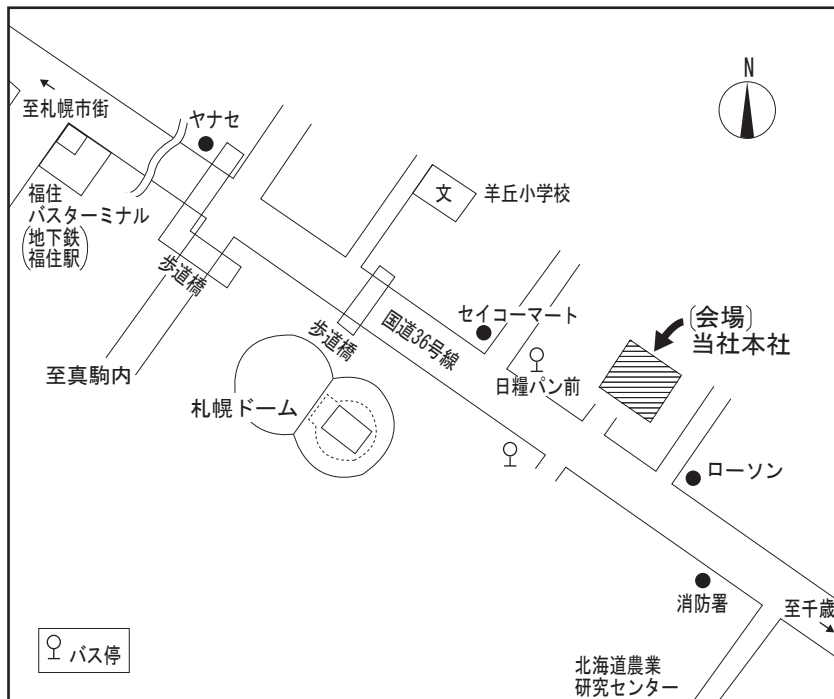 N
至札幌市街
ヤナセ
福住
バスターミナル
(地下鉄
福住駅)
歩道橋
文
羊丘小学校
歩道橋
国道36号線
セイコーマート
〔会場〕
当社本社
至真駒内
日糧パン前
札幌ドーム
ローソン
消防署
至千歳
バス停
北海道農業
研究センター